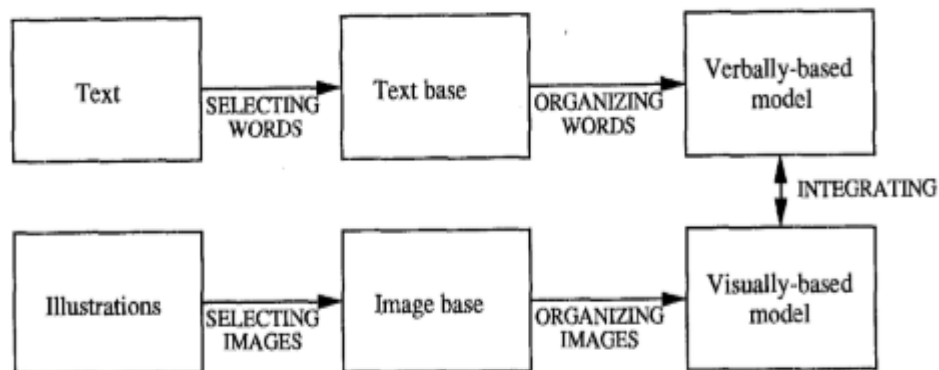 Text
SELECTING
WORDS
Text base
ORGANIZING
WORDS
Verbally-based
model
INTEGRATING
Illustrations
SELECTING
IMAGES
Image base
ORGANIZING
IMAGES
Visually-based
model